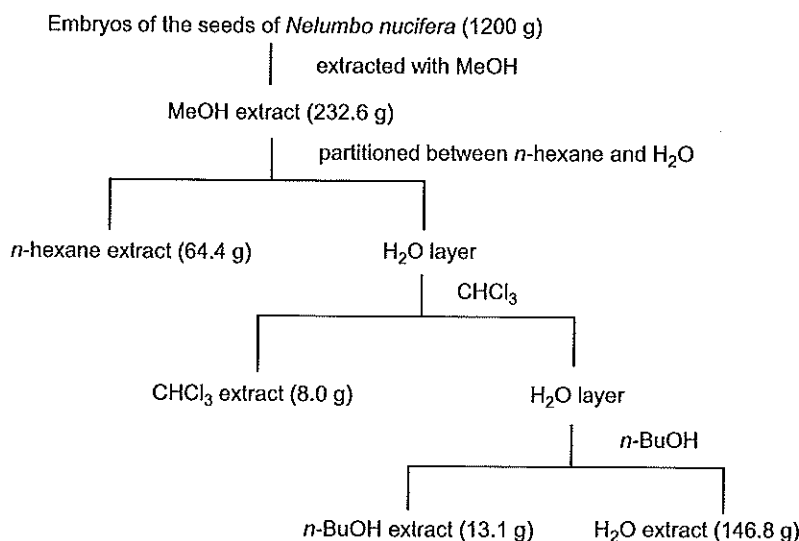 Embryos of the seeds of Nelumbo nucifera (1200 g)
extracted with MeOH
MeOH extract (232.6 g)
partitioned between n-hexane and H₂O
n-hexane extract (64.4 g) H₂O layer
CHCl₃
CHCl₃ extract (8.0 g) H₂O layer
n-BuOH
n-BuOH extract (13.1 g) H₂O extract (146.8 g)